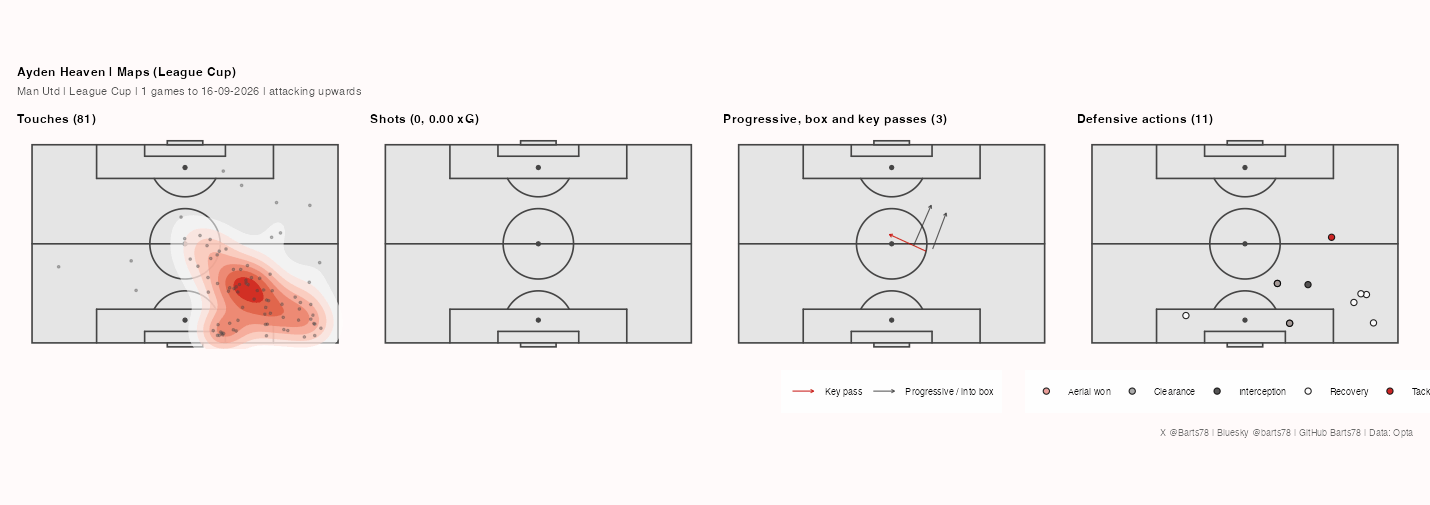 Ayden Heaven | Maps (League Cup)
Man Utd | League Cup | 1 games to 16-09-2026 | attacking upwards
Touches (81)
Shots (0, 0.00 xG)
Progressive, box and key passes (3)
Defensive actions (11)
Key pass
Progressive / into box
Aerial won
Clearance
Interception
Recovery
Tack
X @Barts78 | Bluesky @barts78 | GitHub Barts78 | Data: Opta